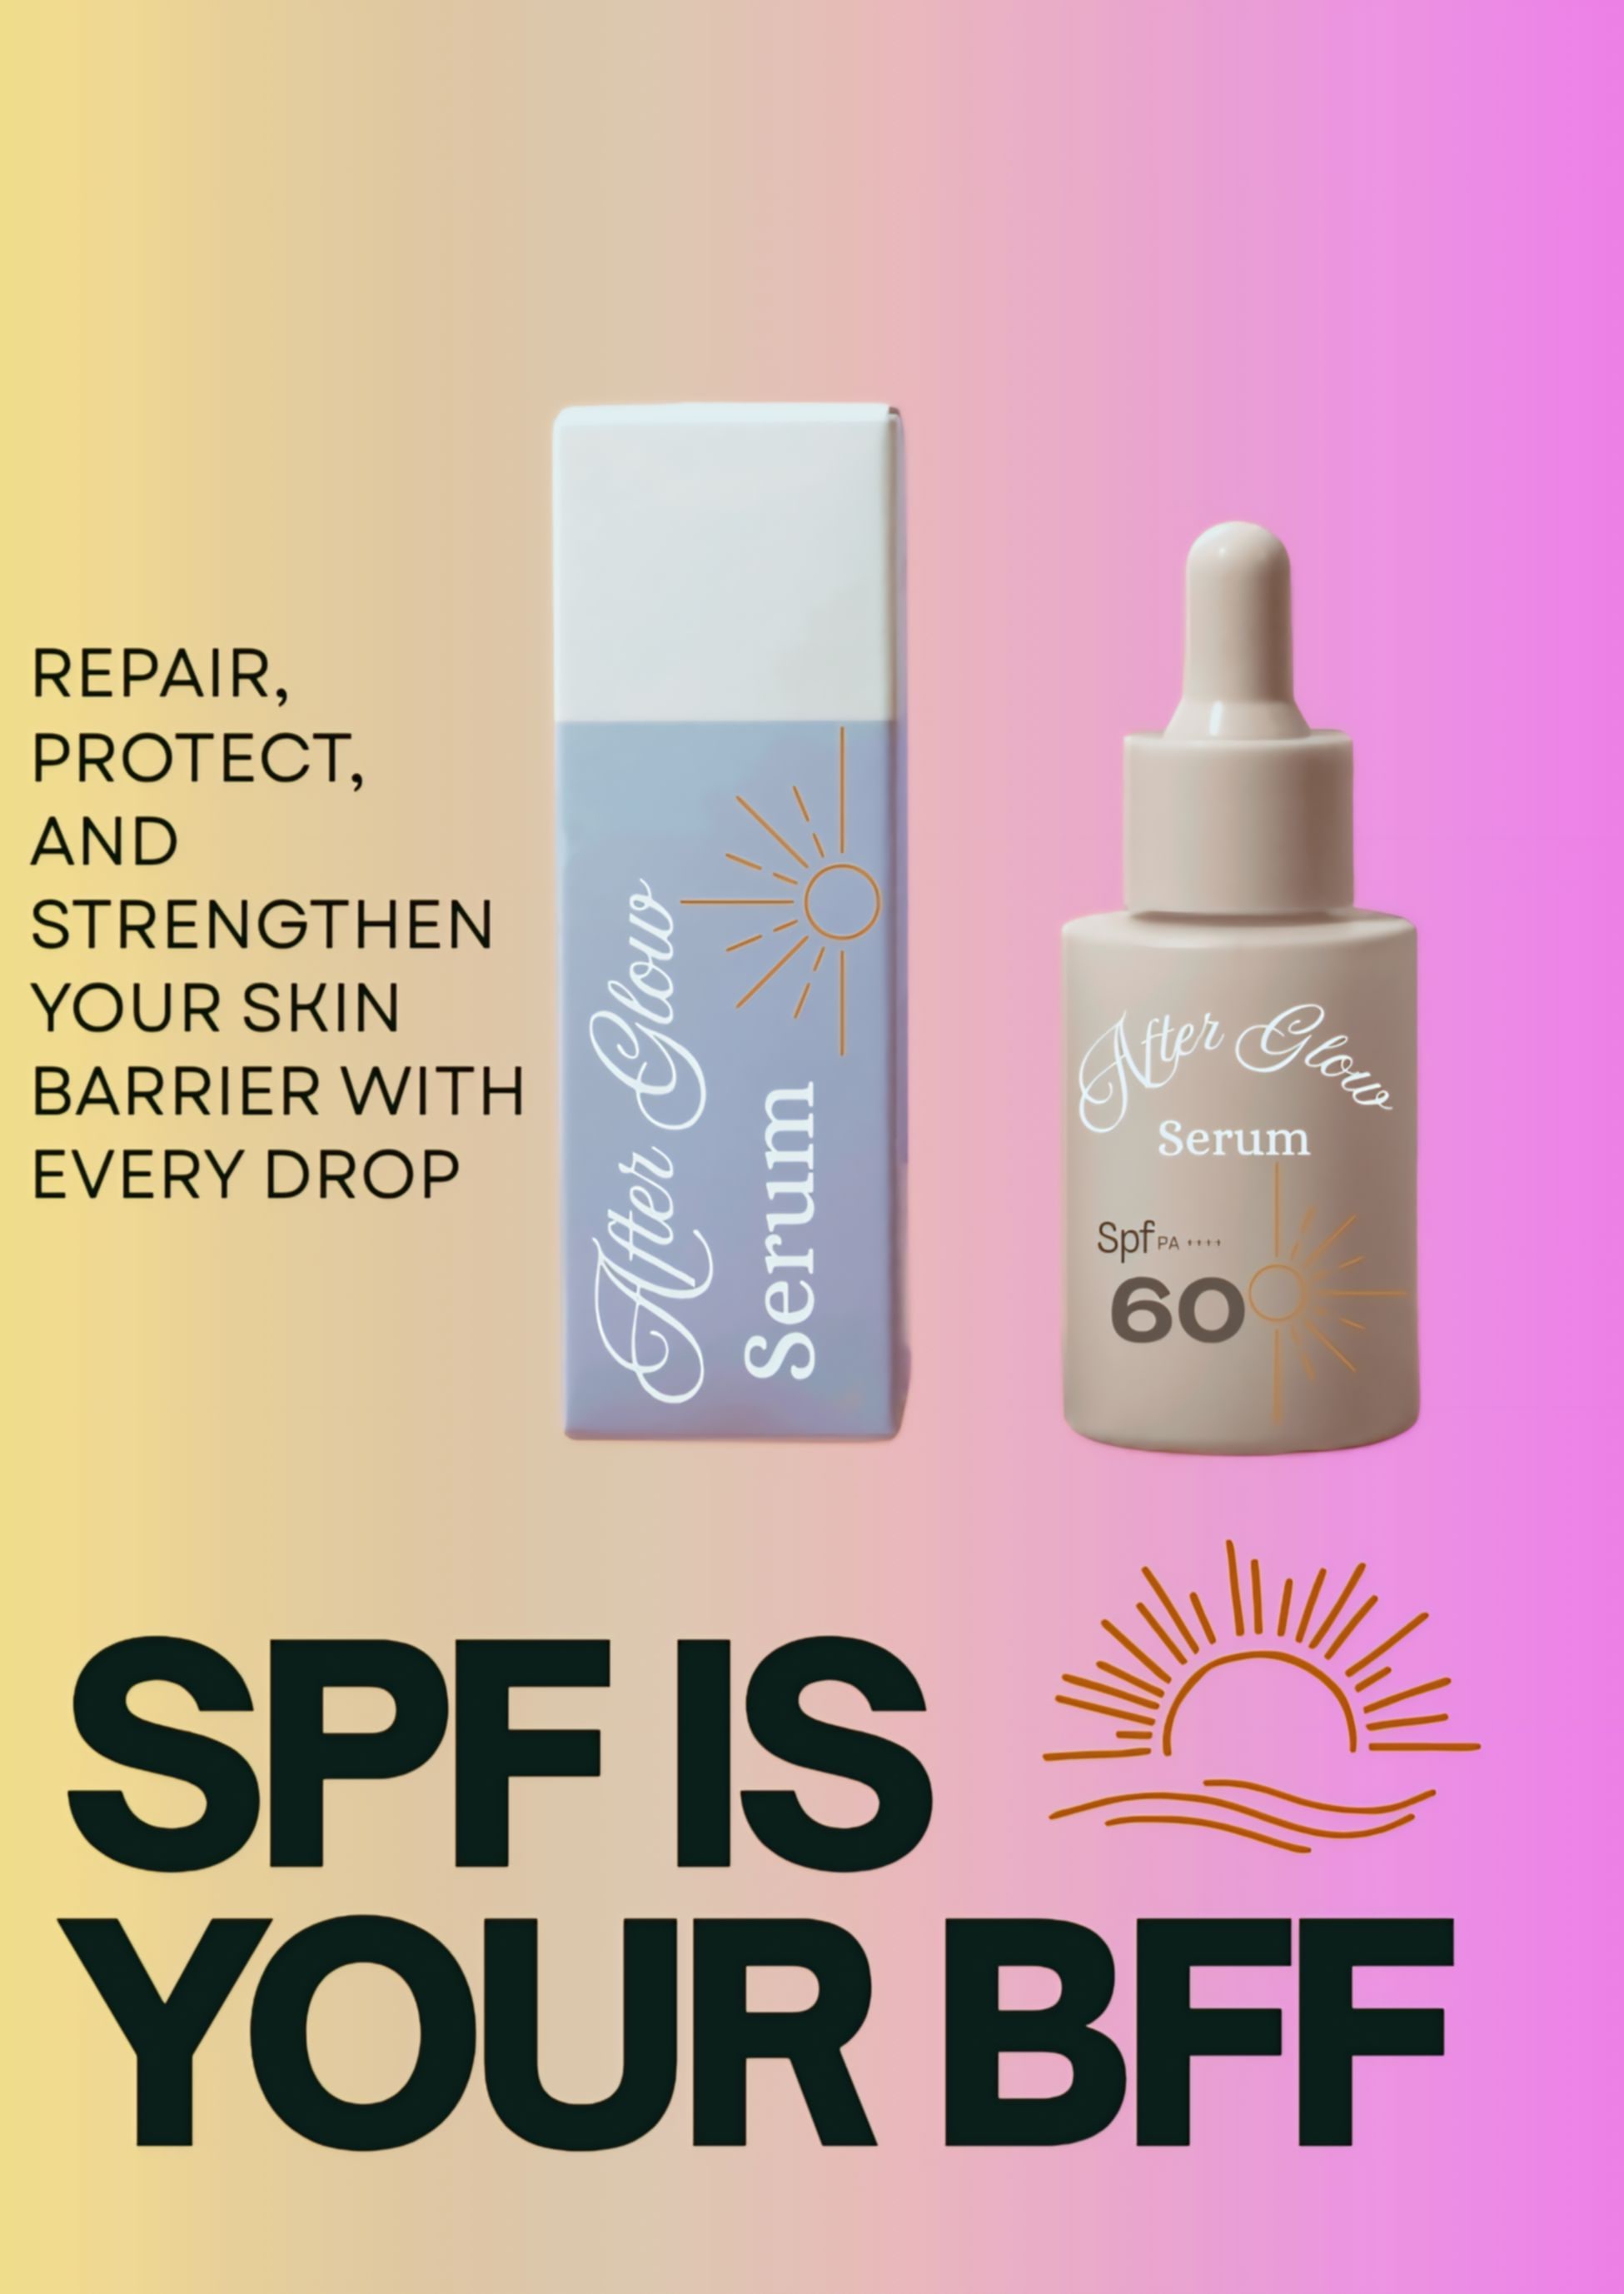 REPAIR,
PROTECT,
AND
STRENGTHEN
YOUR SKIN
BARRIER WITH
EVERY DROP
After Glow
Serum
After Glow
Serum
Spf PA ++++
60
SPF IS
YOUR BFF